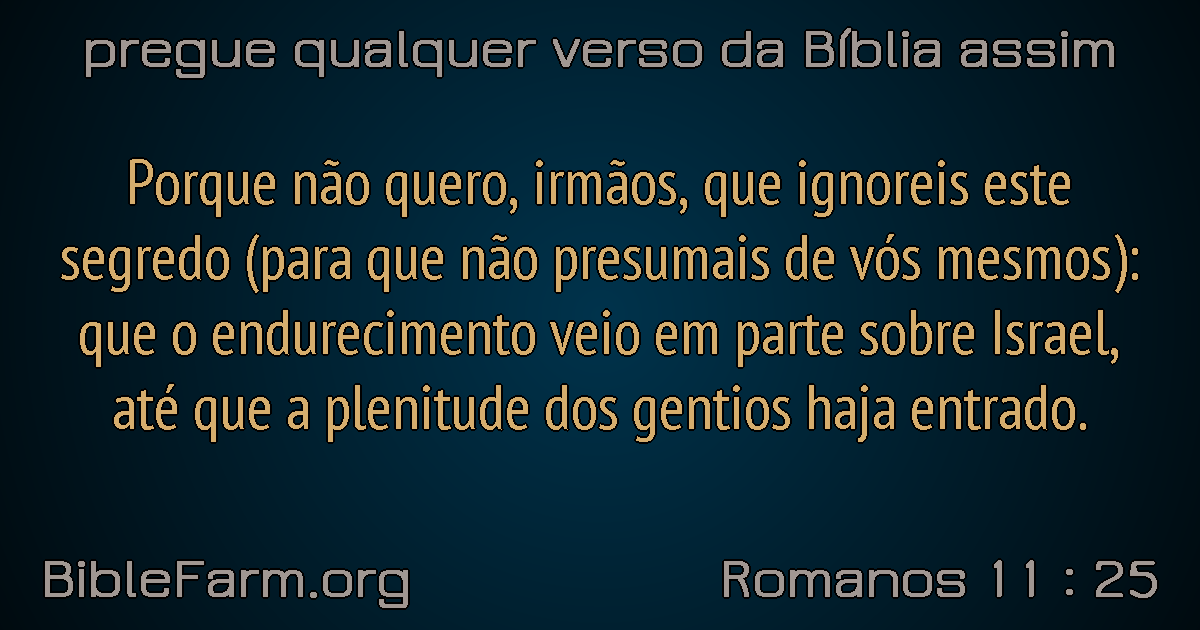 pregue qualquer verso da Bíblia assim
Porque não quero, irmãos, que ignoreis este
segredo (para que não presumais de vós mesmos):
que o endurecimento veio em parte sobre Israel,
até que a plenitude dos gentios haja entrado.
BibleFarm.org
Romanos 11 : 25